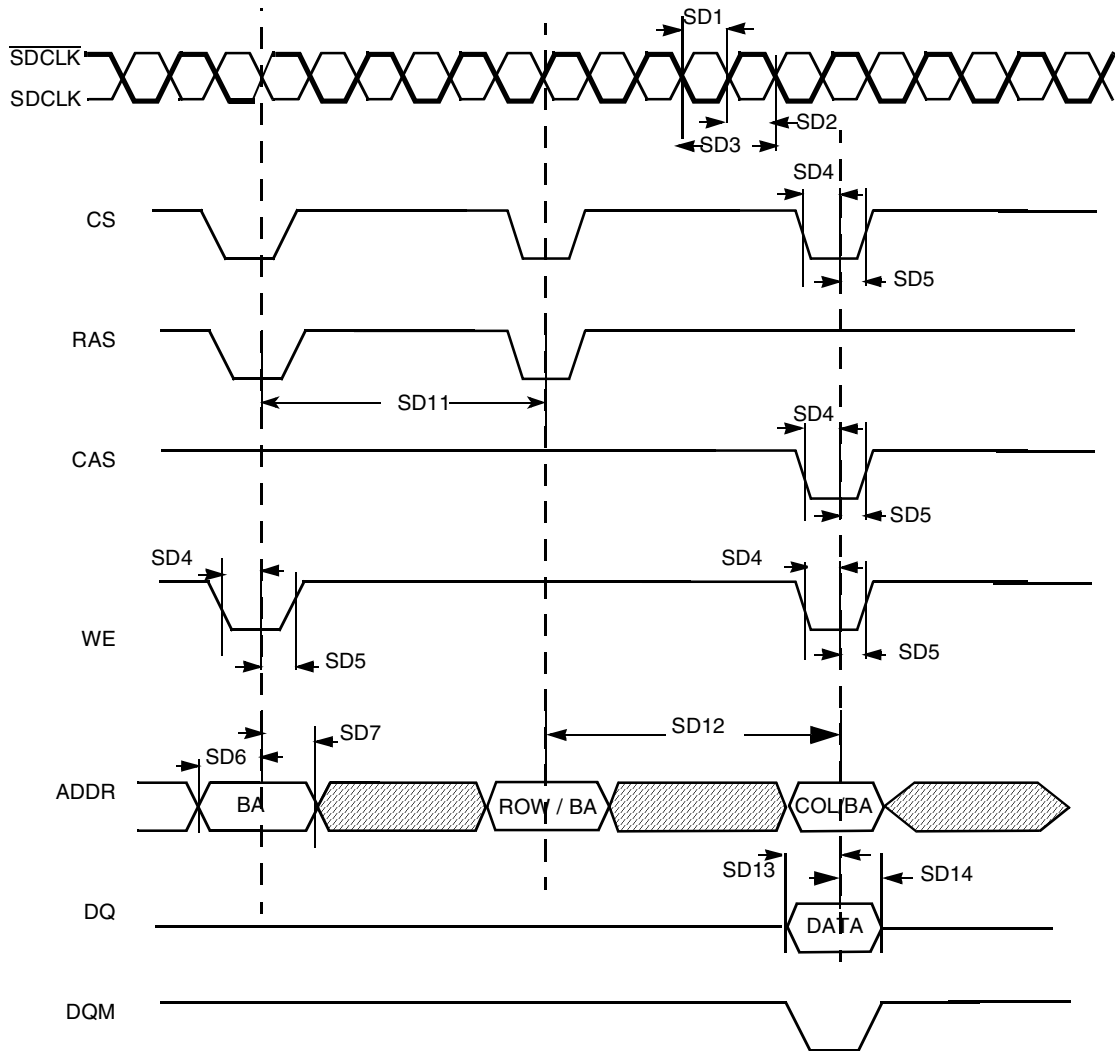 SD1
SDCLK
SDCLK
SD2
SD3
SD4
CS
SD5
RAS
SD11
SD4
CAS
SD5
SD4
SD4
WE
SD5
SD5
SD12
SD7
SD6
ADDR
BA
ROW / BA
COL/BA
SD13
SD14
DQ
DATA
DQM